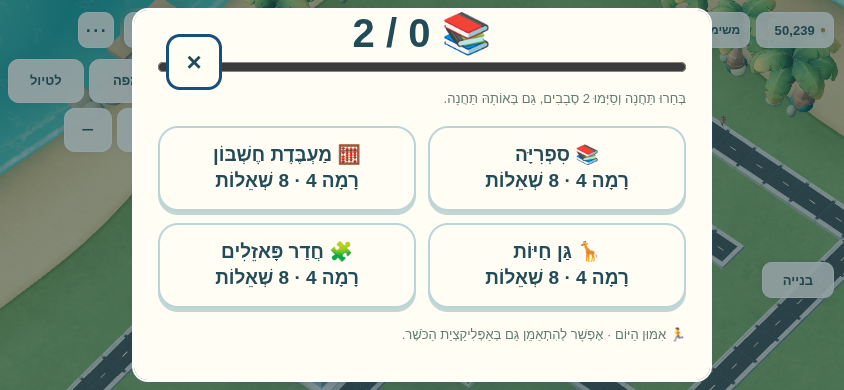 📚 2 / 0
×
בַּחֲרוּ תַּחֲנָה וְסַיְּמוּ 2 סְבָבִים, גַּם בְּאוֹתָהּ תַּחֲנָה.
📚 סִפְרִיָּה
רָמָה 4 · 8 שְׁאֵלוֹת
🧮 מַעְבֶּדֶת חֶשְׁבּוֹן
רָמָה 4 · 8 שְׁאֵלוֹת
🦒 גַּן חַיּוֹת
רָמָה 4 · 8 שְׁאֵלוֹת
🧩 חֲדַר פָּאזֵלִים
רָמָה 4 · 8 שְׁאֵלוֹת
🏃 אִמּוּן הַיּוֹם · אֶפְשָׁר לְהִתְאַמֵּן גַּם בְּאַפְּלִיקַצְיַת הַכֹּשֶׁר.
50,239
...
לטיול
–
בנייה